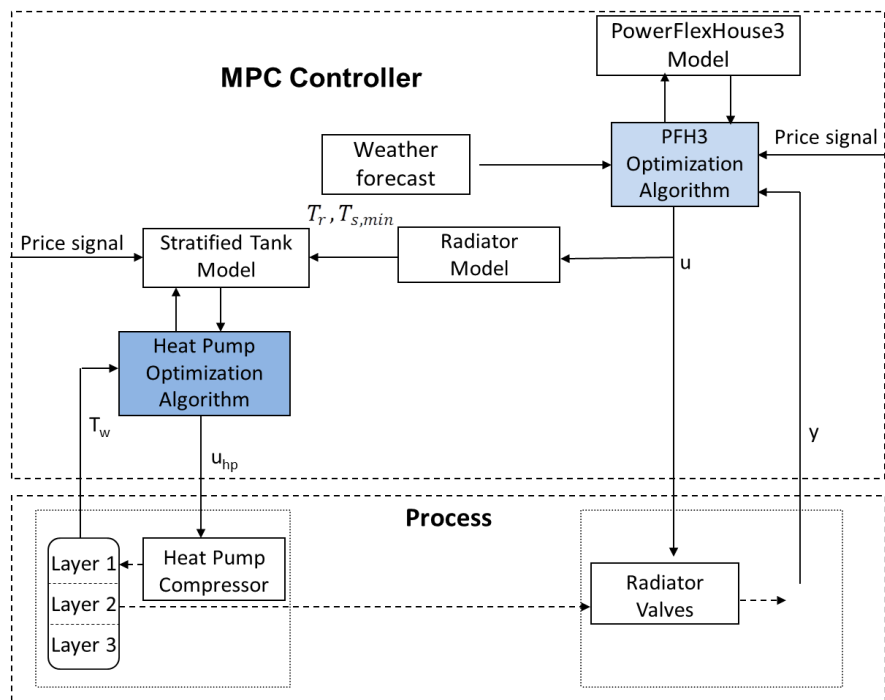 PowerFlexHouse3
Model
MPC Controller
PFH3
Optimization
Algorithm
Price signal
Weather
forecast
T_r , T_{s,min}
Price signal
Stratified Tank
Model
Radiator
Model
u
Heat Pump
Optimization
Algorithm
T_w
u_hp
y
Process
Layer 1
Layer 2
Layer 3
Heat Pump
Compressor
Radiator
Valves